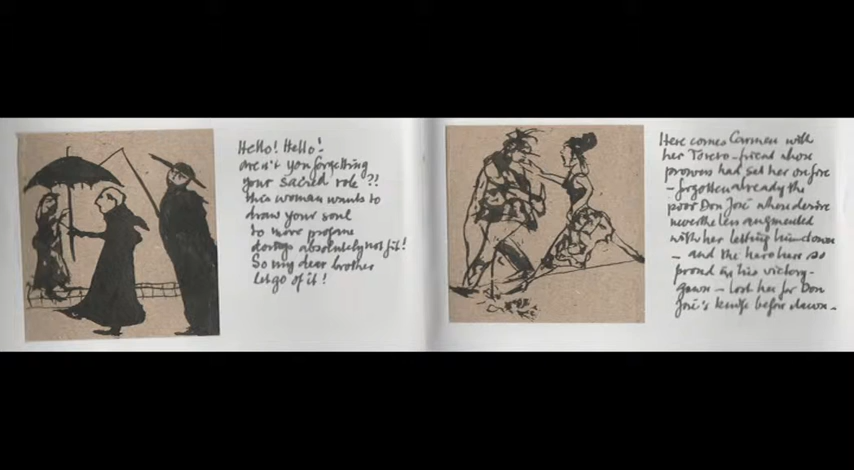 Hello! Hello!
aren't you forgetting
your sacred role ??
this woman wants to
draw your soul
to more profane
doings absolutely not fit!
So my dear brother
let go of it!
Here comes Carmen with
her Torero-friend whose
prowess had set her on fire
- forgotten already the
poor Don José whose desire
nevertheless augmented
with her letting him down
- and the hero here so
proud in his victory-
gown - lost her for Don
José's knife before dawn -